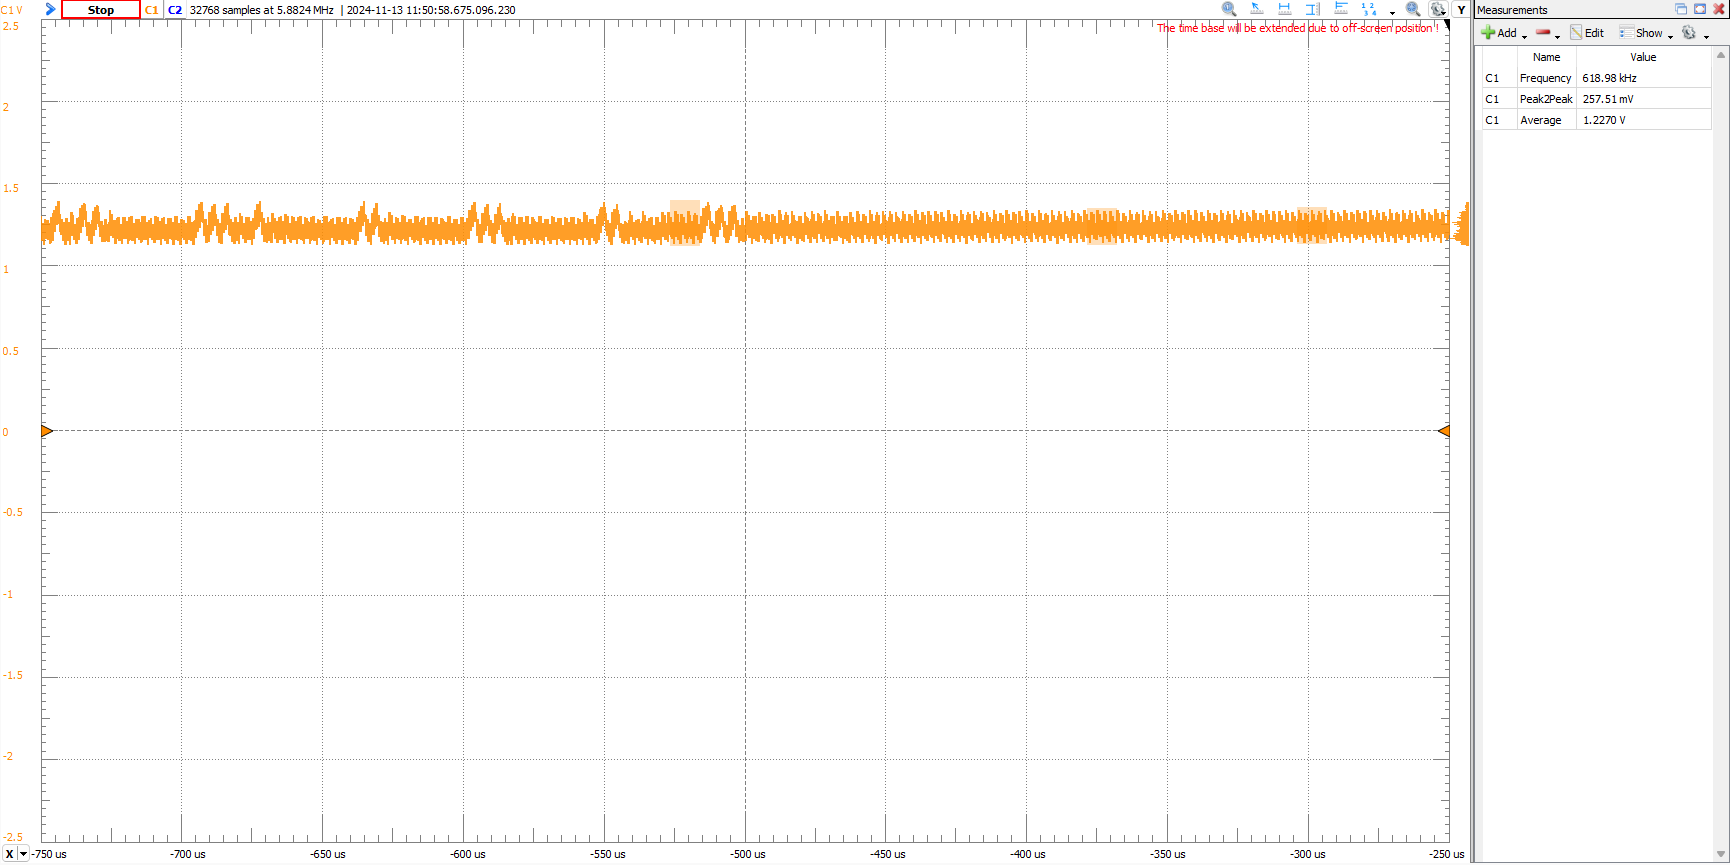 C1 V Stop C1 C2 32768 samples at 5.8824 MHz | 2024-11-13 11:50:58.675.096.230 Y
The time base will be extended due to off-screen position !
2.5
2
1.5
1
0.5
0
-0.5
-1
-1.5
-2
-2.5
X -750 us -700 us -650 us -600 us -550 us -500 us -450 us -400 us -350 us -300 us -250 us
Measurements
Add Edit Show
Name Value
C1 Frequency 618.98 kHz
C1 Peak2Peak 257.51 mV
C1 Average 1.2270 V